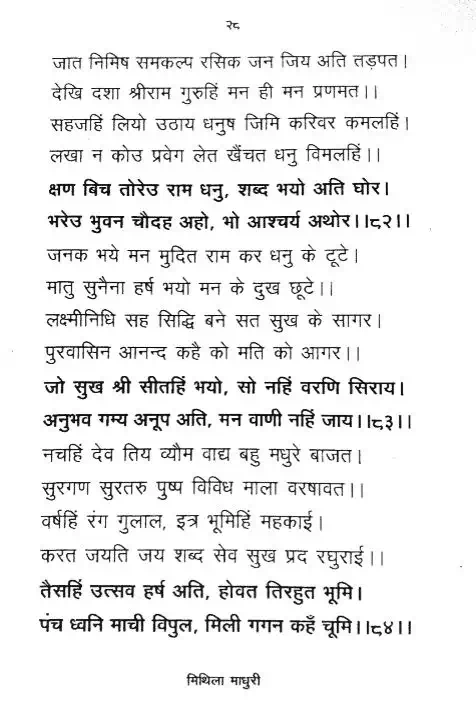 २८
जात निमिष समकल्प रसिक जन जिय अति तड़पत।
देखि दशा श्रीराम गुरुहिं मन ही मन प्रणमत।।
सहजहिं लियो उठाय धनुष जिमि करिवर कमलहिं।
लखा न कोउ प्रवेग लेत खैंचत धनु विमलहिं।।
क्षण बिच तोरेउ राम धनु, शब्द भयो अति घोर।
भरेउ भुवन चौदह अहो, भो आश्चर्य अथोर।।८२।।
जनक भये मन मुदित राम कर धनु के टूटे।
मातु सुनैना हर्ष भयो मन के दुख छूटे।।
लक्ष्मीनिधि सह सिद्धि बने सत सुख के सागर।
पुरवासिन आनन्द कहै को मति को आगर।।
जो सुख श्री सीतहिं भयो, सो नहिं वरणि सिराय।
अनुभव गम्य अनूप अति, मन वाणी नहिं जाय।।८३।।
नचहिं देव तिय व्यौम वाद्य बहु मधुरे बाजत।
सुरगण सुरतरु पुष्प विविध माला वरषावत।।
वर्षहिं रंग गुलाल, इत्र भूमिहिं महकाई।
करत जयति जय शब्द सेव सुख प्रद रघुराई।।
तैसहिं उत्सव हर्ष अति, होवत तिरहुत भूमि।
पंच ध्वनि माची विपुल, मिली गगन कहँ चूमि।।८४।।
मिथिला माधुरी